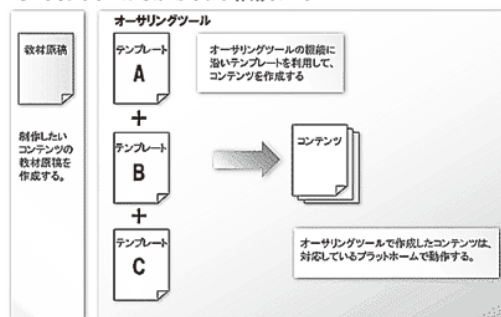 オーサリングツール
教材原稿
制作したい
コンテンツの
教材原稿を
作成する。
テンプレート
A
+
テンプレート
B
+
テンプレート
C
オーサリングツールの機能に
沿いテンプレートを利用して、
コンテンツを作成する
コンテンツ
オーサリングツールで作成したコンテンツは、
対応しているプラットホームで動作する。